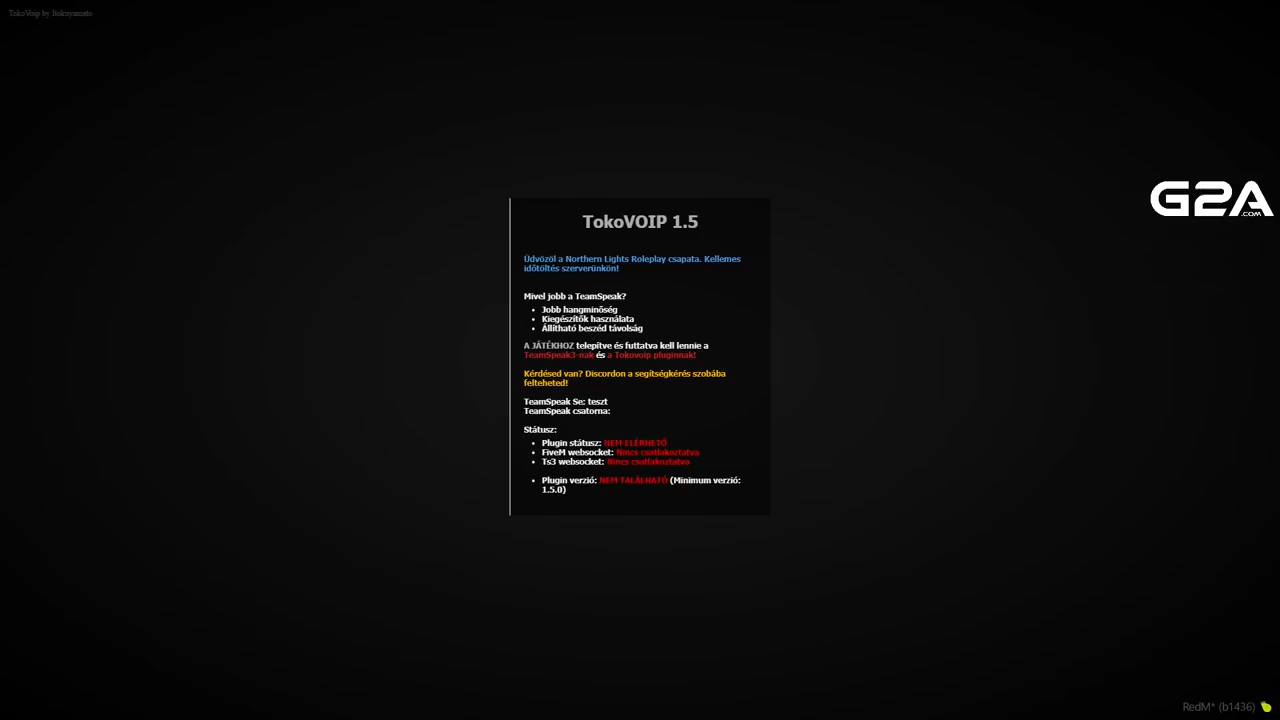 TokoVoip by Itokoyamato
G2A
.COM
TokoVOIP 1.5
Üdvözöl a Northern Lights Roleplay csapata. Kellemes
időtöltés szerverünkön!
Mivel jobb a TeamSpeak?
• Jobb hangminőség
• Kiegészítők használata
• Állítható beszéd távolság
A JÁTÉKHOZ telepítve és futtatva kell lennie a
TeamSpeak3-nak és a Tokovoip pluginnak!
Kérdésed van? Discordon a segítségkérés szobába
felteheted!
TeamSpeak Se: teszt
TeamSpeak csatorna:
Státusz:
• Plugin státusz: NEM ELÉRHETŐ
• FiveM websocket: Nincs csatlakoztatva
• Ts3 websocket: Nincs csatlakoztatva
• Plugin verzió: NEM TALÁLHATÓ (Minimum verzió:
1.5.0)
RedM* (b1436)